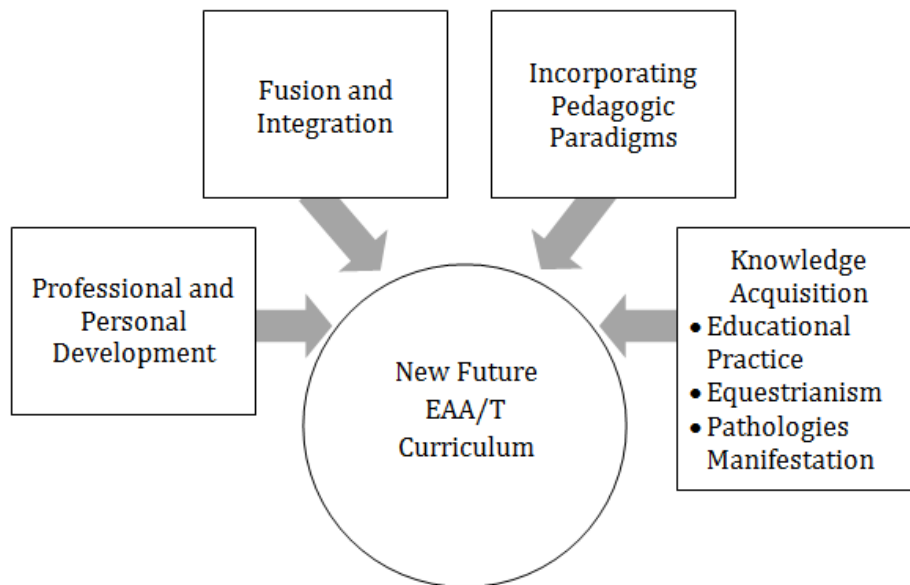 Fusion and
Integration
Incorporating
Pedagogic
Paradigms
Professional and
Personal
Development
Knowledge
Acquisition
• Educational
Practice
• Equestrianism
• Pathologies
Manifestation
New Future
EAA/T
Curriculum